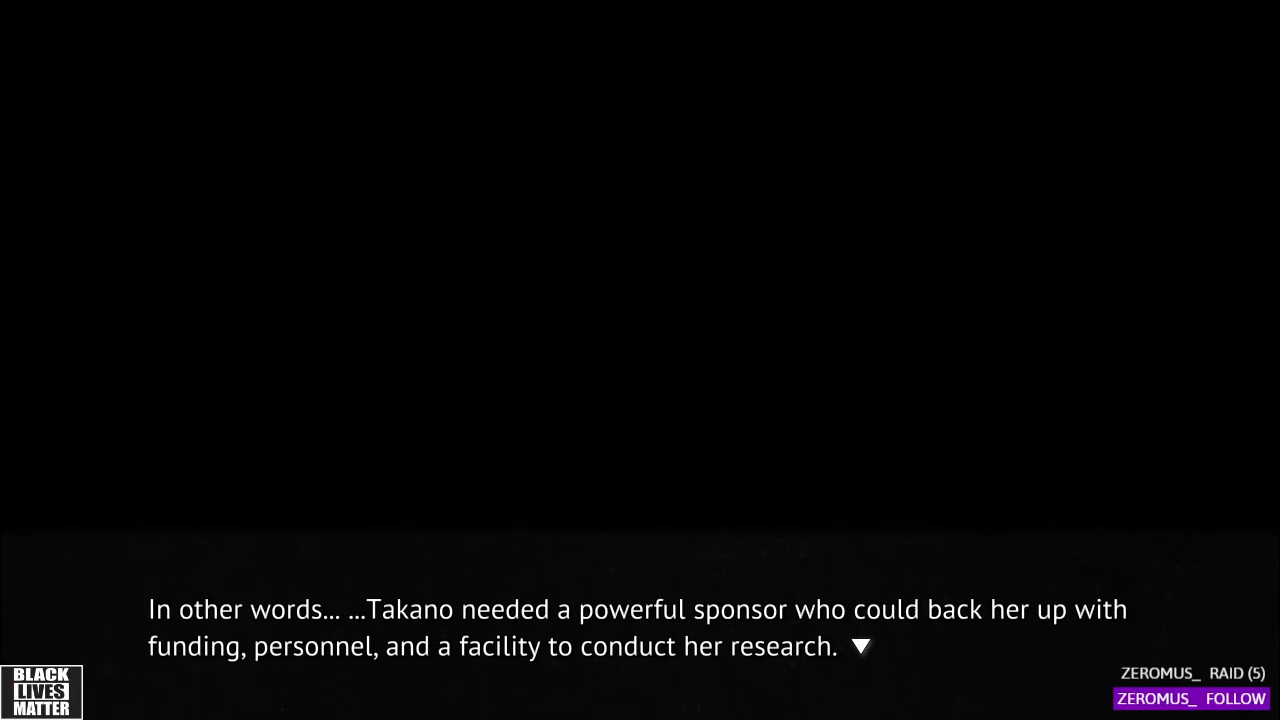 In other words... ...Takano needed a powerful sponsor who could back her up with
funding, personnel, and a facility to conduct her research.
BLACK
LIVES
MATTER
ZEROMUS_ RAID (5)
ZEROMUS_ FOLLOW